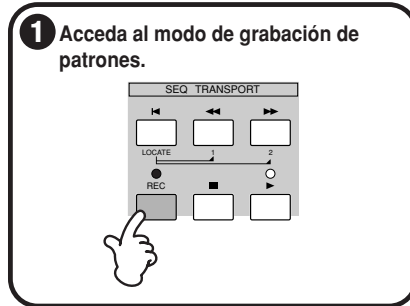 1 Acceda al modo de grabación de
patrones.
SEQ TRANSPORT
LOCATE 1 2
REC